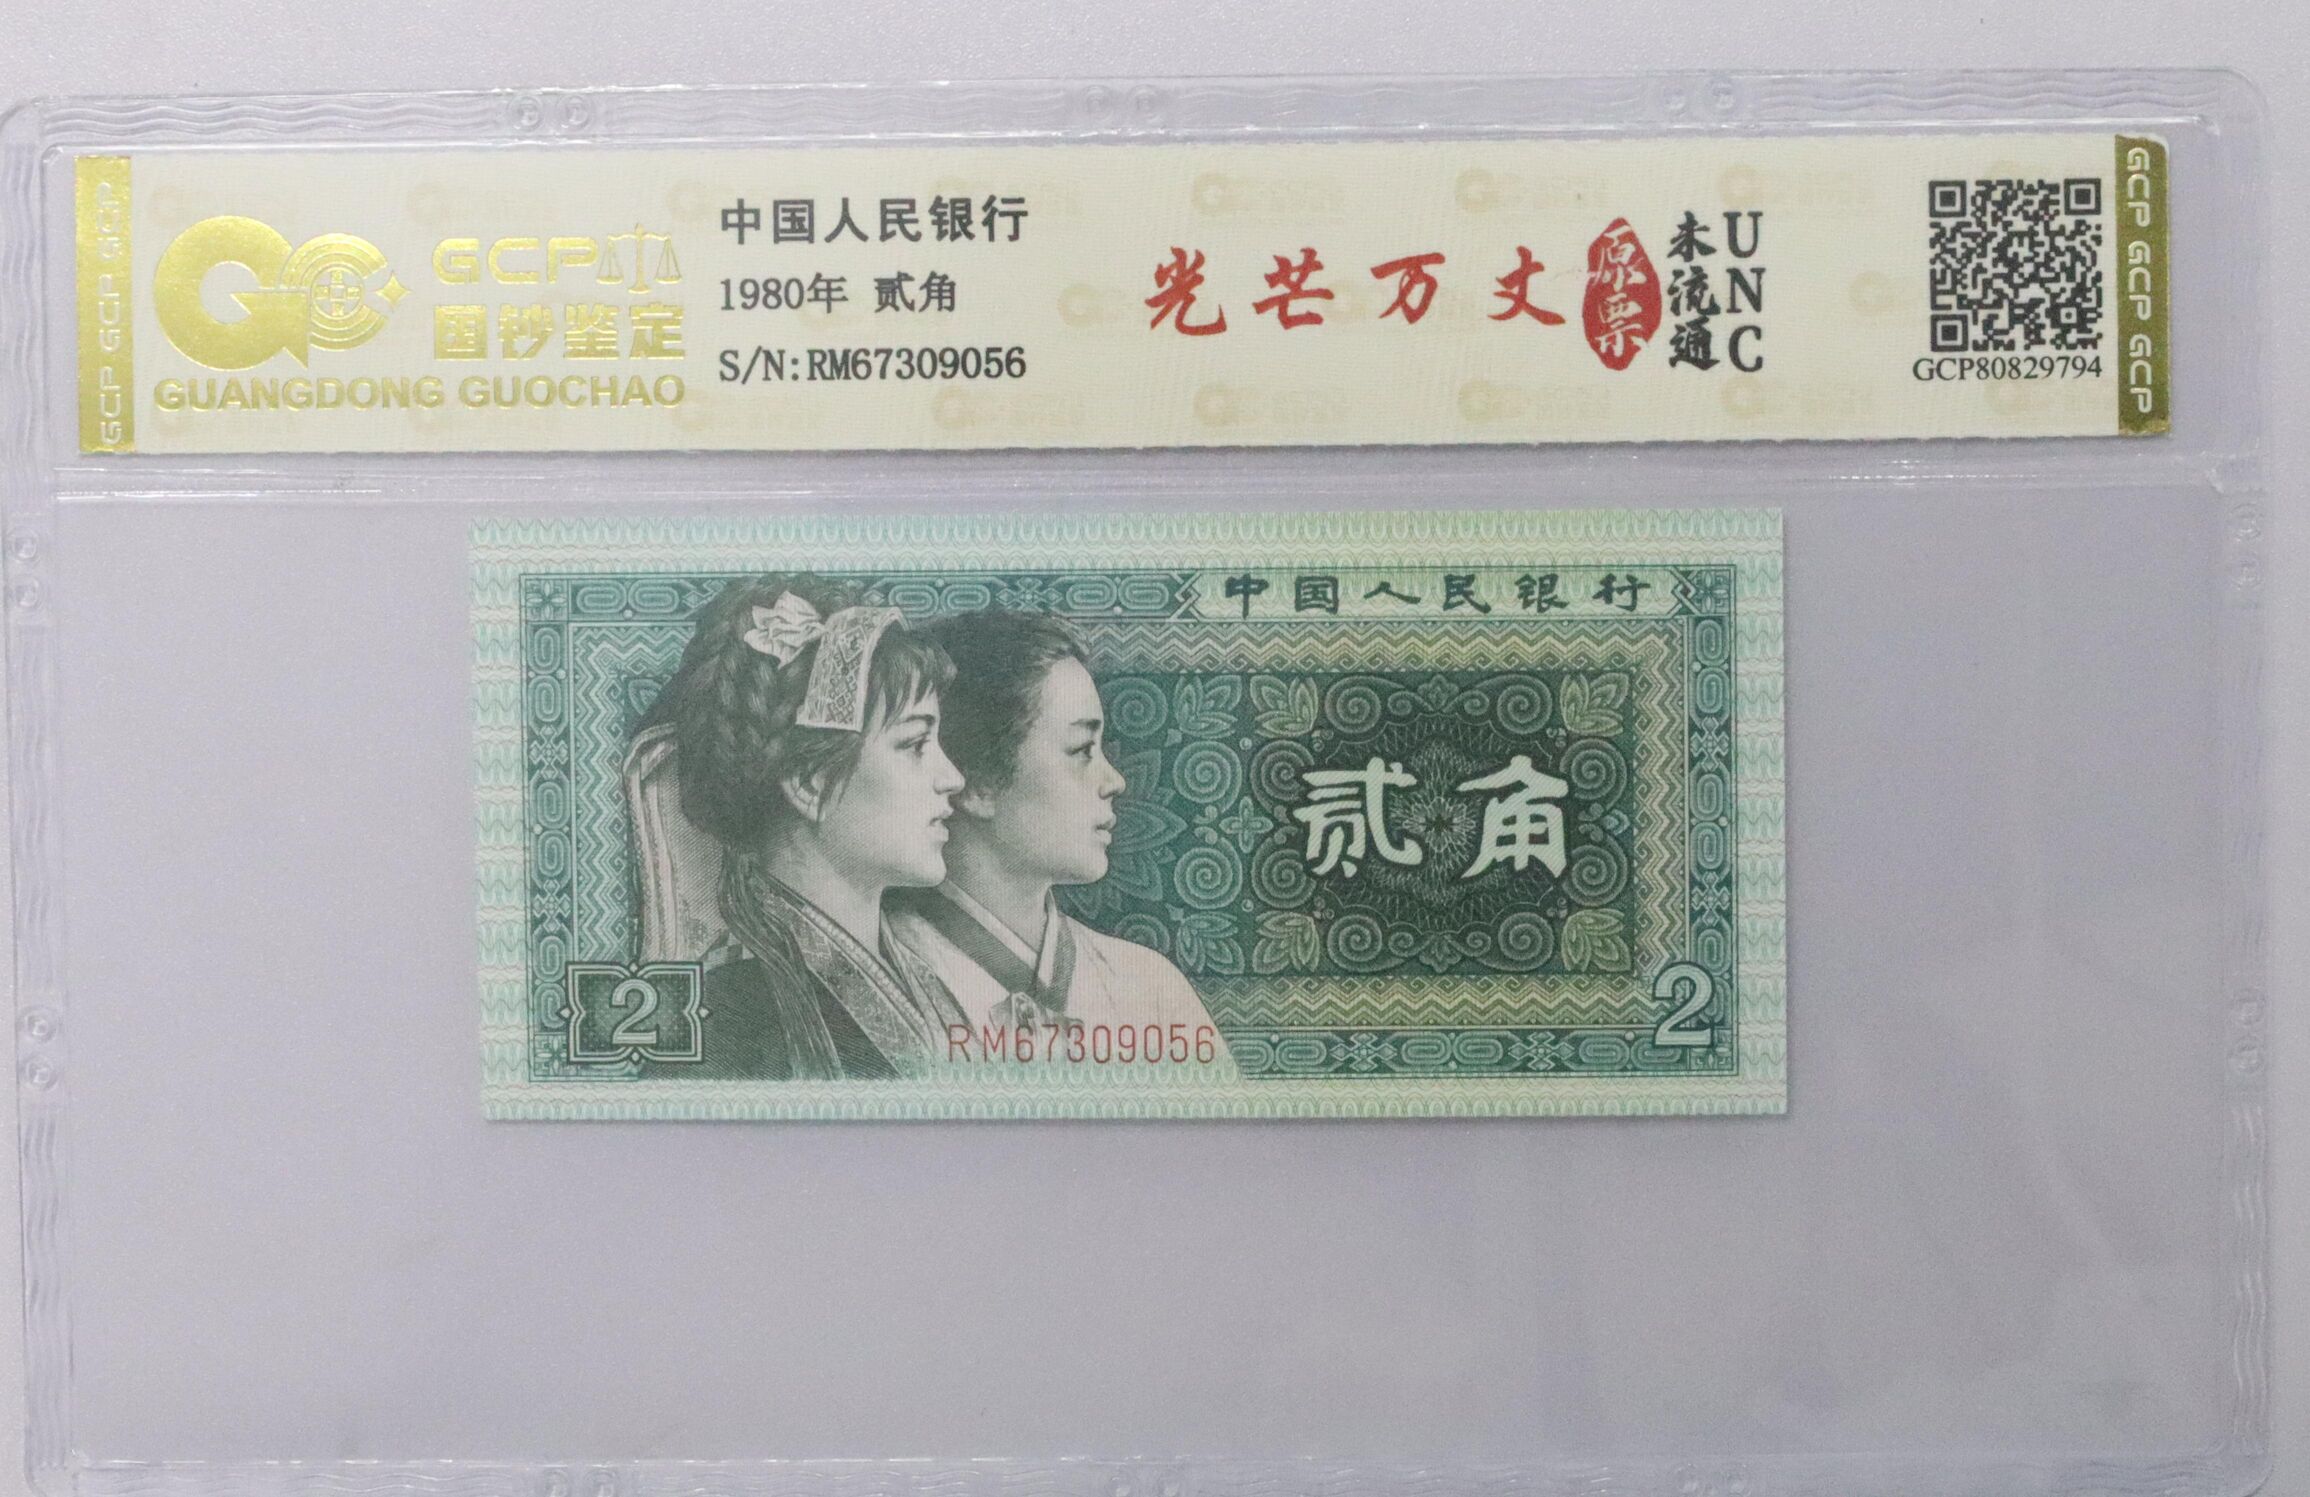 GCP
国钞鉴定
GUANGDONG GUOCHAO
中国人民银行
1980年 贰角
S/N:RM67309056
光芒万丈
原票
未流通
UNC
GCP80829794
GCP GCP GCP
GCP GCP GCP
中国人民银行
贰角
2
2
RM67309056